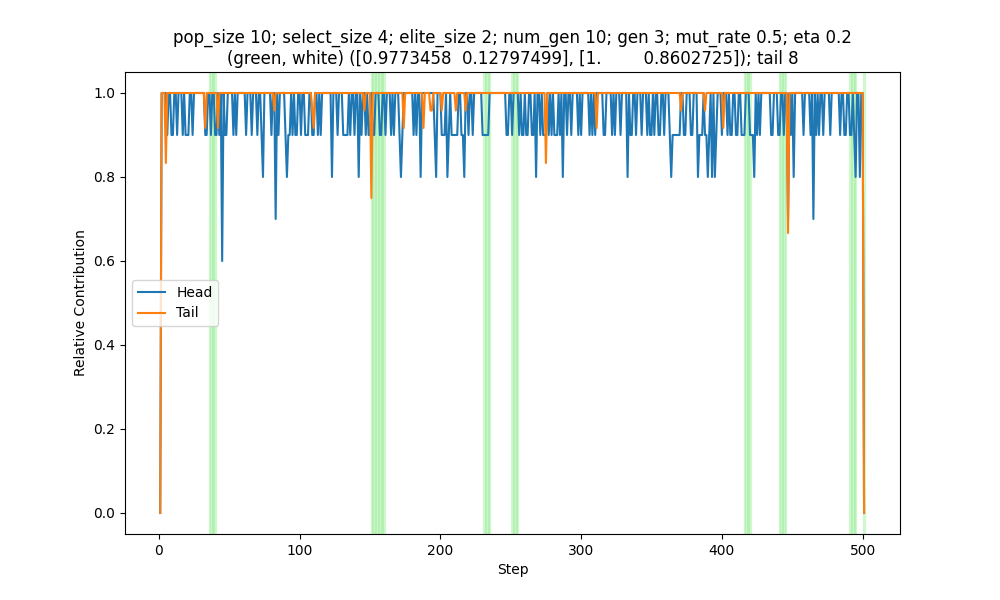 pop_size 10; select_size 4; elite_size 2; num_gen 10; gen 3; mut_rate 0.5; eta 0.2
(green, white) ([0.9773458 0.12797499], [1. 0.8602725]); tail 8
1.0
0.8
0.6
0.4
0.2
0.0
Relative Contribution
Head
Tail
0
100
200
300
400
500
Step